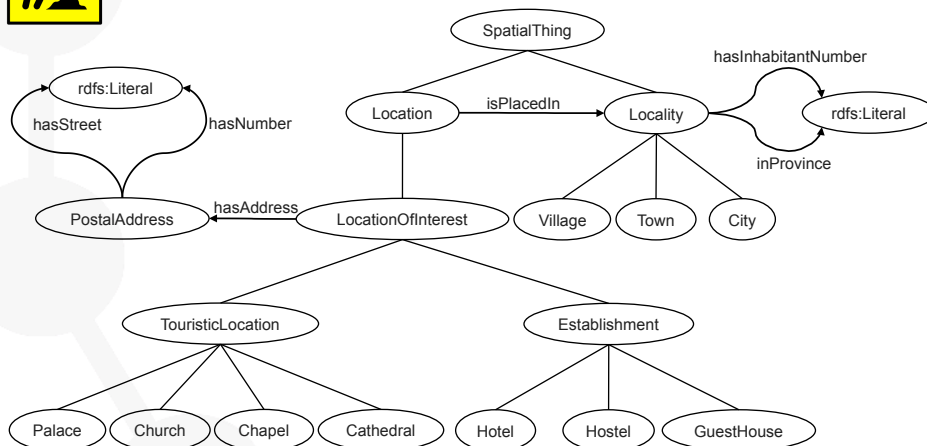 SpatialThing
hasInhabitantNumber
rdfs:Literal
Location
isPlacedIn
Locality
rdfs:Literal
hasStreet
hasNumber
inProvince
PostalAddress
hasAddress
LocationOfInterest
Village
Town
City
TouristicLocation
Establishment
Palace
Church
Chapel
Cathedral
Hotel
Hostel
GuestHouse